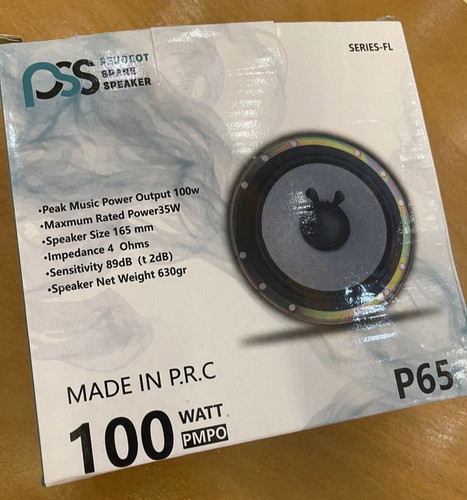 PSS PEUGEOT
SPARE
SPEAKER
SERIES-FL
•Peak Music Power Output 100w
•Maxmum Rated Power35W
•Speaker Size 165 mm
•Impedance 4 Ohms
•Sensitivity 89dB (t 2dB)
•Speaker Net Weight 630gr
MADE IN P.R.C
100 WATT
PMPO
P65